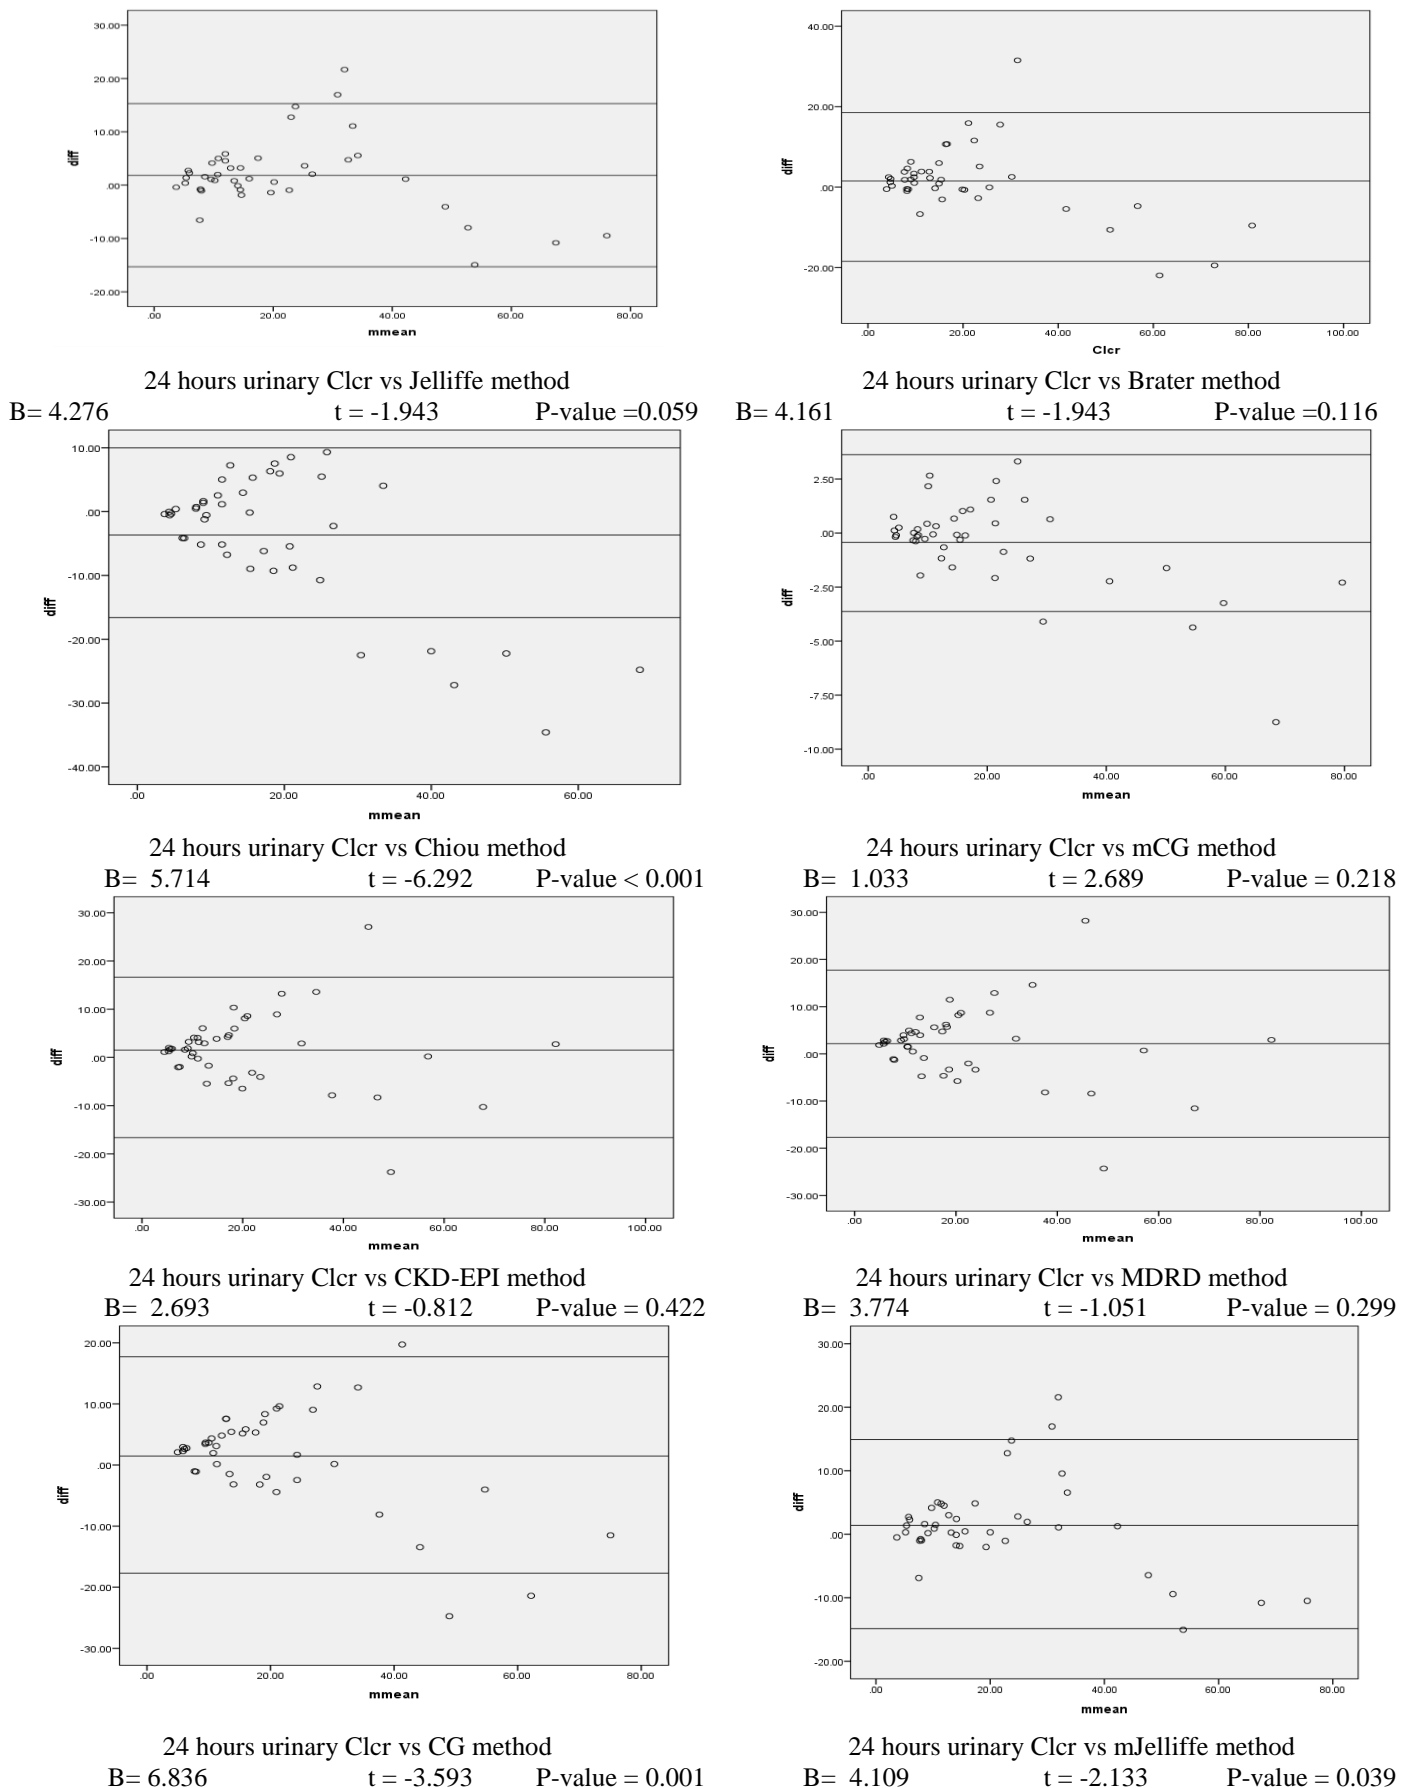 30.00
20.00
10.00
.00
-10.00
-20.00
diff
.00 20.00 40.00 60.00 80.00
mmean
40.00
20.00
.00
-20.00
diff
.00 20.00 40.00 60.00 80.00 100.00
Clcr
24 hours urinary Clcr vs Jelliffe method
24 hours urinary Clcr vs Brater method
B= 4.276 t = -1.943 P-value =0.059
B= 4.161 t = -1.943 P-value =0.116
10.00
.00
-10.00
-20.00
-30.00
-40.00
diff
.00 20.00 40.00 60.00
mmean
2.50
.00
-2.50
-5.00
-7.50
-10.00
diff
.00 20.00 40.00 60.00 80.00
mmean
24 hours urinary Clcr vs Chiou method
24 hours urinary Clcr vs mCG method
B= 5.714 t = -6.292 P-value < 0.001
B= 1.033 t = 2.689 P-value = 0.218
30.00
20.00
10.00
.00
-10.00
-20.00
-30.00
diff
.00 20.00 40.00 60.00 80.00 100.00
mmean
30.00
20.00
10.00
.00
-10.00
-20.00
-30.00
diff
.00 20.00 40.00 60.00 80.00 100.00
mmean
24 hours urinary Clcr vs CKD-EPI method
24 hours urinary Clcr vs MDRD method
B= 2.693 t = -0.812 P-value = 0.422
B= 3.774 t = -1.051 P-value = 0.299
20.00
10.00
.00
-10.00
-20.00
-30.00
diff
.00 20.00 40.00 60.00 80.00
mmean
30.00
20.00
10.00
.00
-10.00
-20.00
diff
.00 20.00 40.00 60.00 80.00
mmean
24 hours urinary Clcr vs CG method
24 hours urinary Clcr vs mJelliffe method
B= 6.836 t = -3.593 P-value = 0.001
B= 4.109 t = -2.133 P-value = 0.039